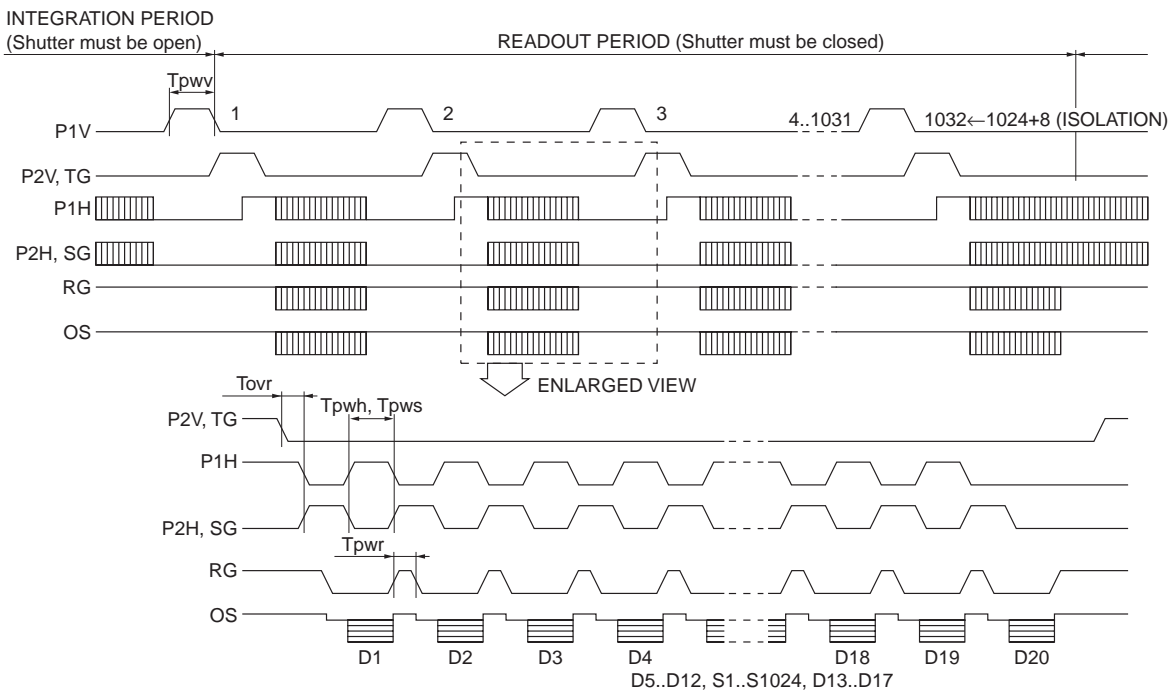 INTEGRATION PERIOD
(Shutter must be open)
READOUT PERIOD (Shutter must be closed)
Tpwv
P1V
1
2
3
4..1031
1032←1024+8 (ISOLATION)
P2V, TG
P1H
P2H, SG
RG
OS
ENLARGED VIEW
Tovr
Tpwh, Tpws
P2V, TG
P1H
P2H, SG
Tpwr
RG
OS
D1
D2
D3
D4
D18
D19
D20
D5..D12, S1..S1024, D13..D17